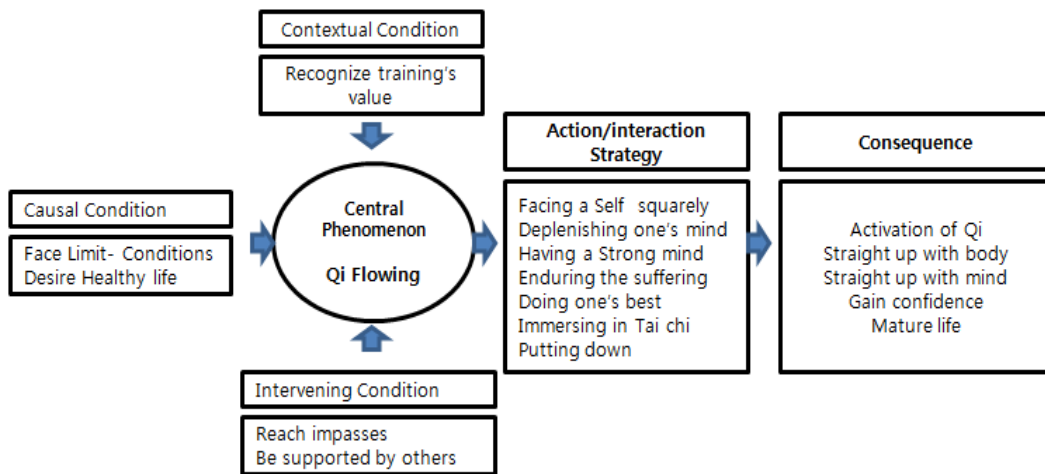 Contextual Condition
Recognize training's
value
Causal Condition
Face Limit- Conditions
Desire Healthy life
Central
Phenomenon
Qi Flowing
Intervening Condition
Reach impasses
Be supported by others
Action/interaction
Strategy
Facing a Self squarely
Deplenishing one's mind
Having a Strong mind
Enduring the suffering
Doing one's best
Immersing in Tai chi
Putting down
Consequence
Activation of Qi
Straight up with body
Straight up with mind
Gain confidence
Mature life